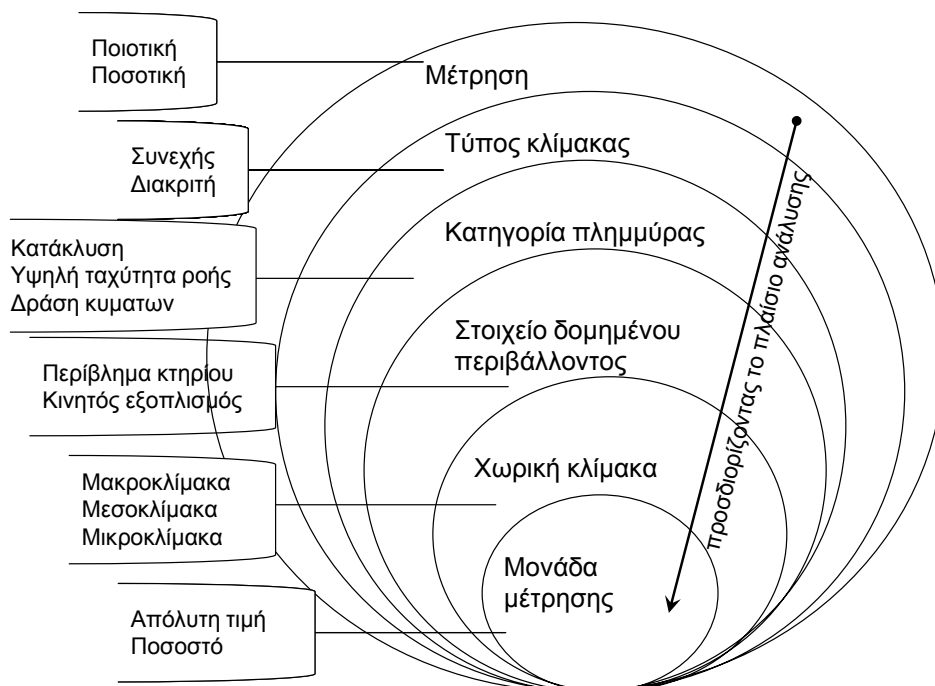 Ποιοτική
Ποσοτική
Μέτρηση
Συνεχής
Διακριτή
Τύπος κλίμακας
Κατάκλυση
Υψηλή ταχύτητα ροής
Δράση κυματων
Κατηγορία πλημμύρας
Περίβλημα κτηρίου
Κινητός εξοπλισμός
Στοιχείο δομημένου
περιβάλλοντος
Μακροκλίμακα
Μεσοκλίμακα
Μικροκλίμακα
Χωρική κλίμακα
Απόλυτη τιμή
Ποσοστό
Μονάδα
μέτρησης
προσδιορίζοντας το πλαίσιο ανάλυσης